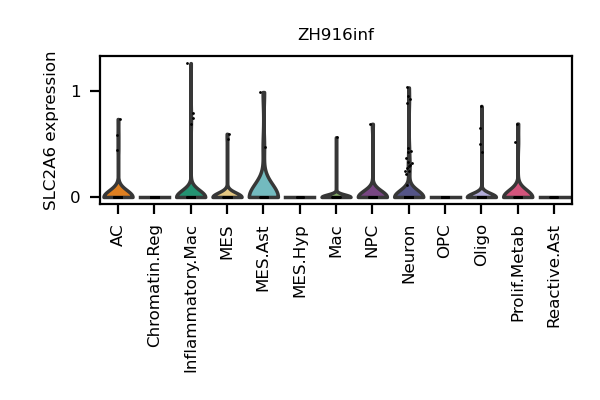 ZH916inf
SLC2A6 expression
1
0
AC
Chromatin.Reg
Inflammatory.Mac
MES
MES.Ast
MES.Hyp
Mac
NPC
Neuron
OPC
Oligo
Prolif.Metab
Reactive.Ast